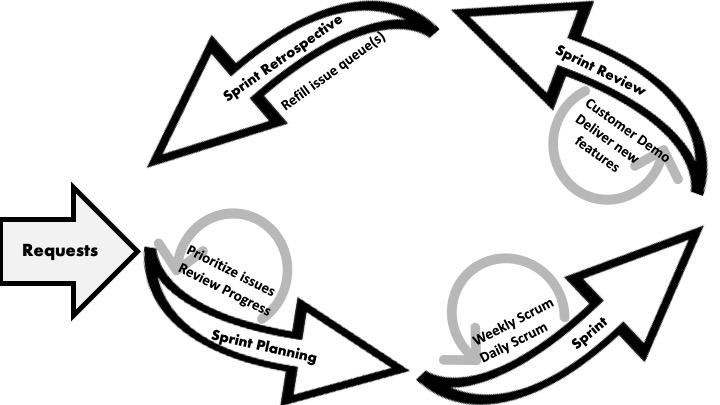 Sprint Retrospective
Refill issue queue(s)
Sprint Review
Customer Demo
Deliver new
features
Requests
Prioritize issues
Review Progress
Sprint Planning
Weekly Scrum
Daily Scrum
Sprint